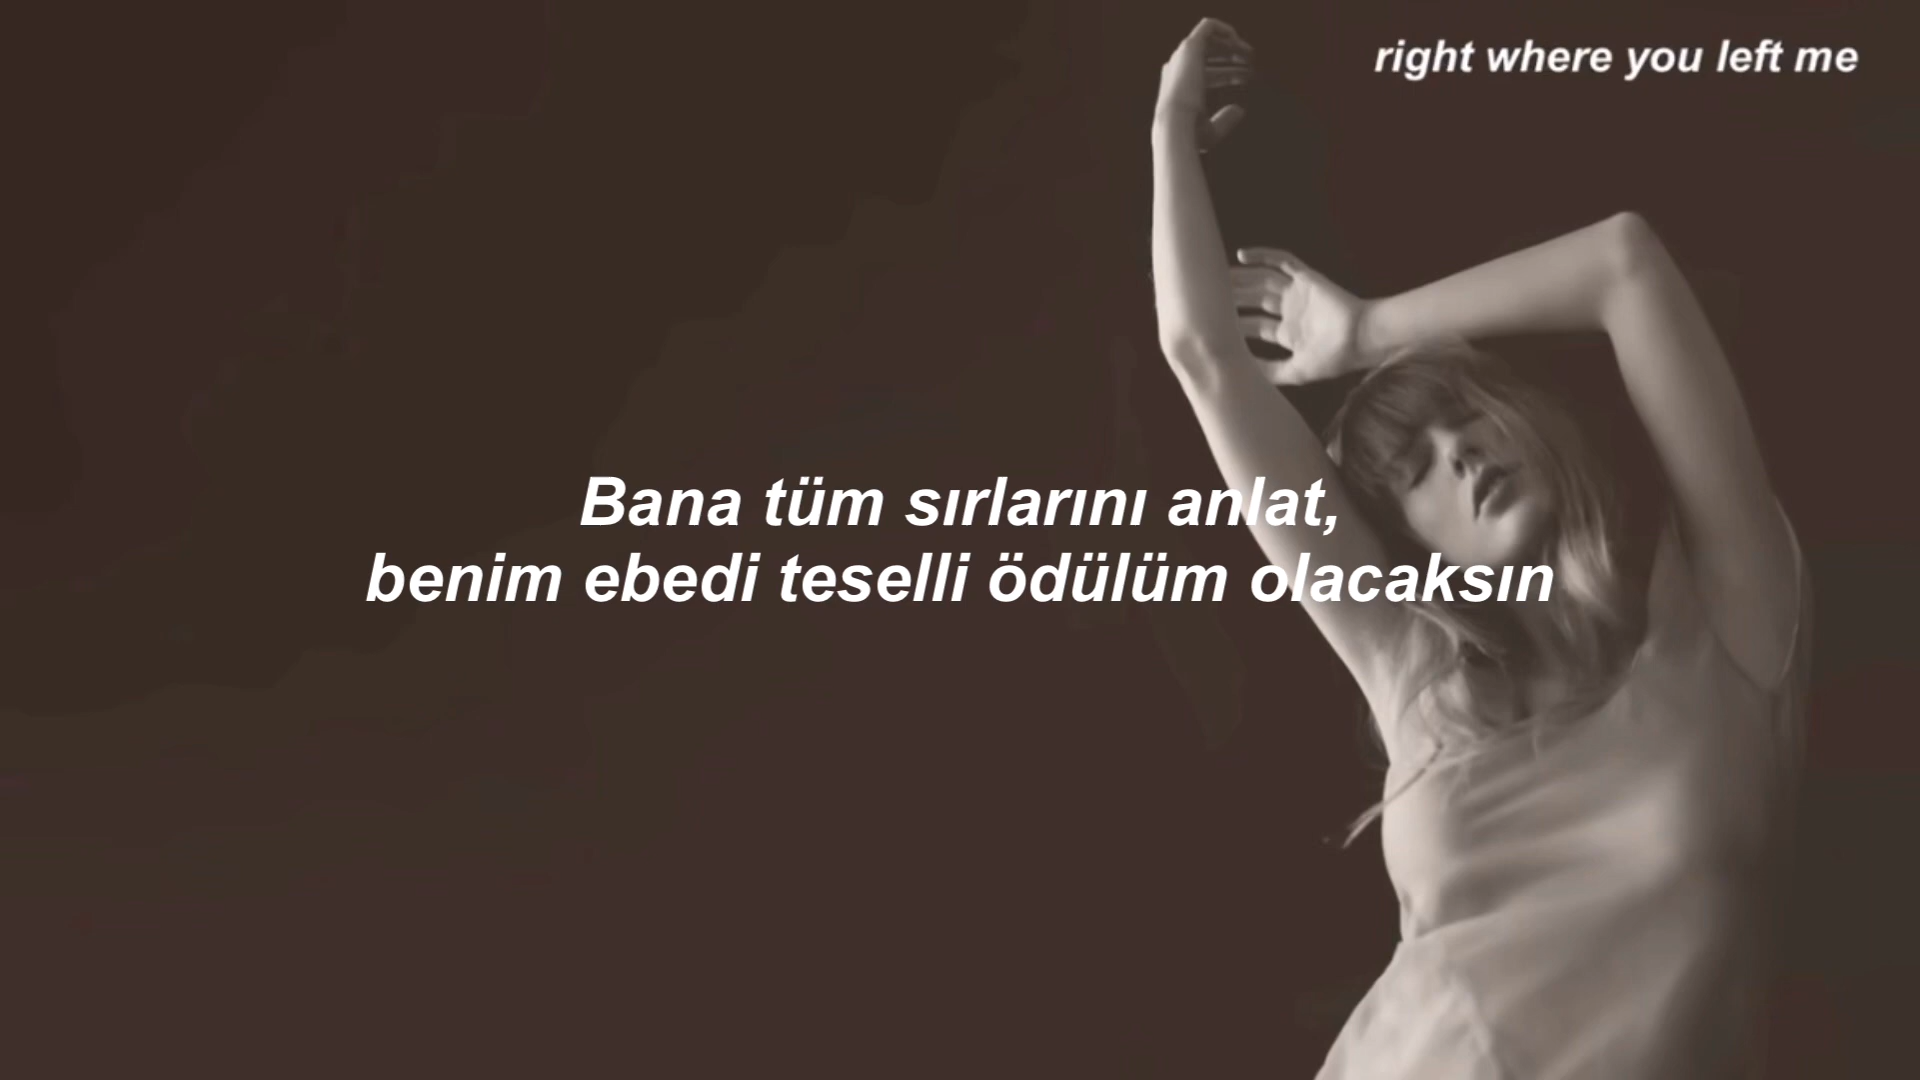 right where you left me
Bana tüm sırlarını anlat,
benim ebedi teselli ödülüm olacaksın